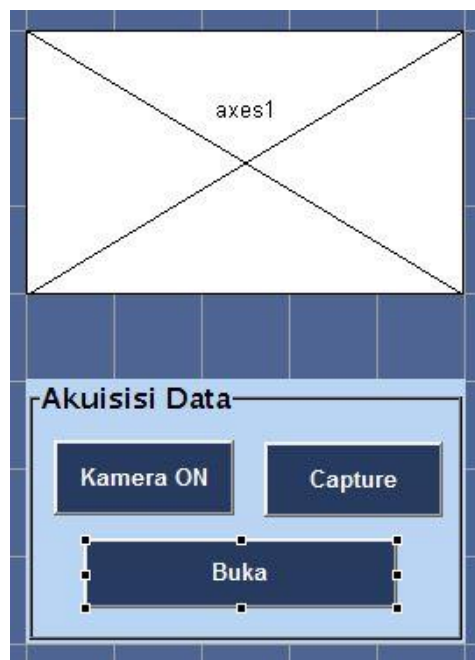 axes1
Akuisisi Data
Kamera ON
Capture
Buka